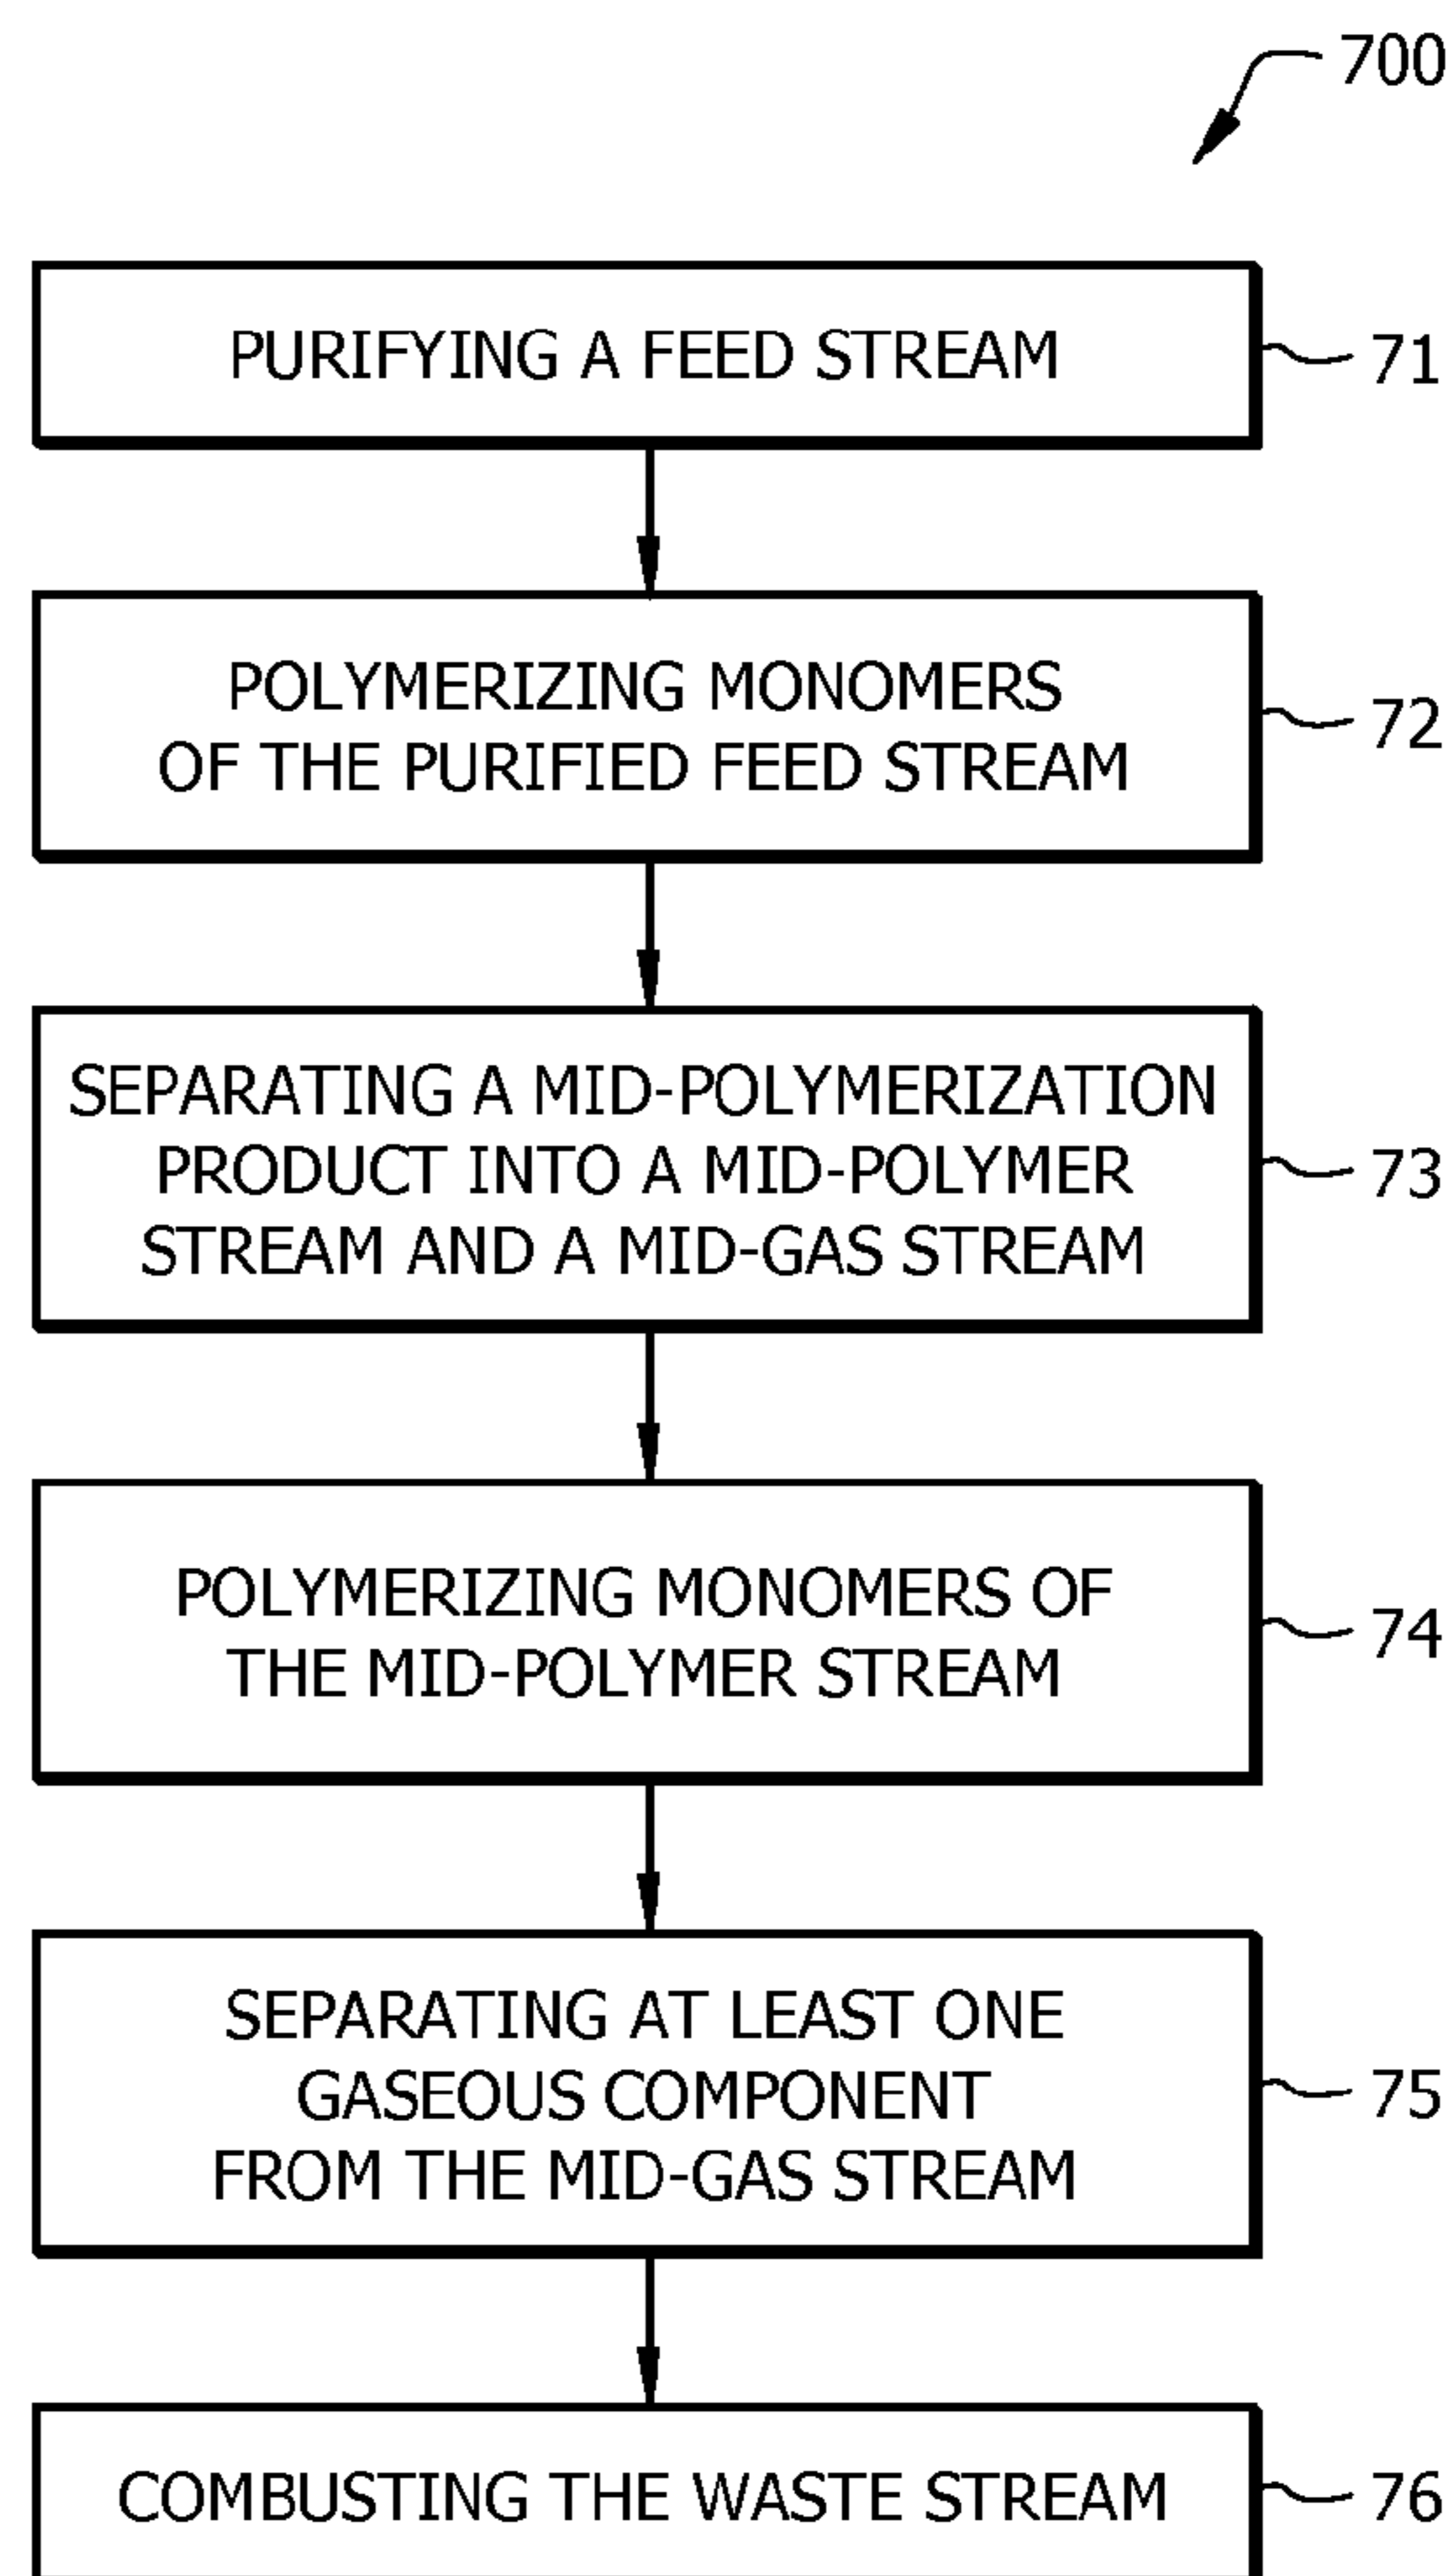 700
PURIFYING A FEED STREAM
71
POLYMERIZING MONOMERS
OF THE PURIFIED FEED STREAM
72
SEPARATING A MID-POLYMERIZATION
PRODUCT INTO A MID-POLYMER
STREAM AND A MID-GAS STREAM
73
POLYMERIZING MONOMERS OF
THE MID-POLYMER STREAM
74
SEPARATING AT LEAST ONE
GASEOUS COMPONENT
FROM THE MID-GAS STREAM
75
COMBUSTING THE WASTE STREAM
76